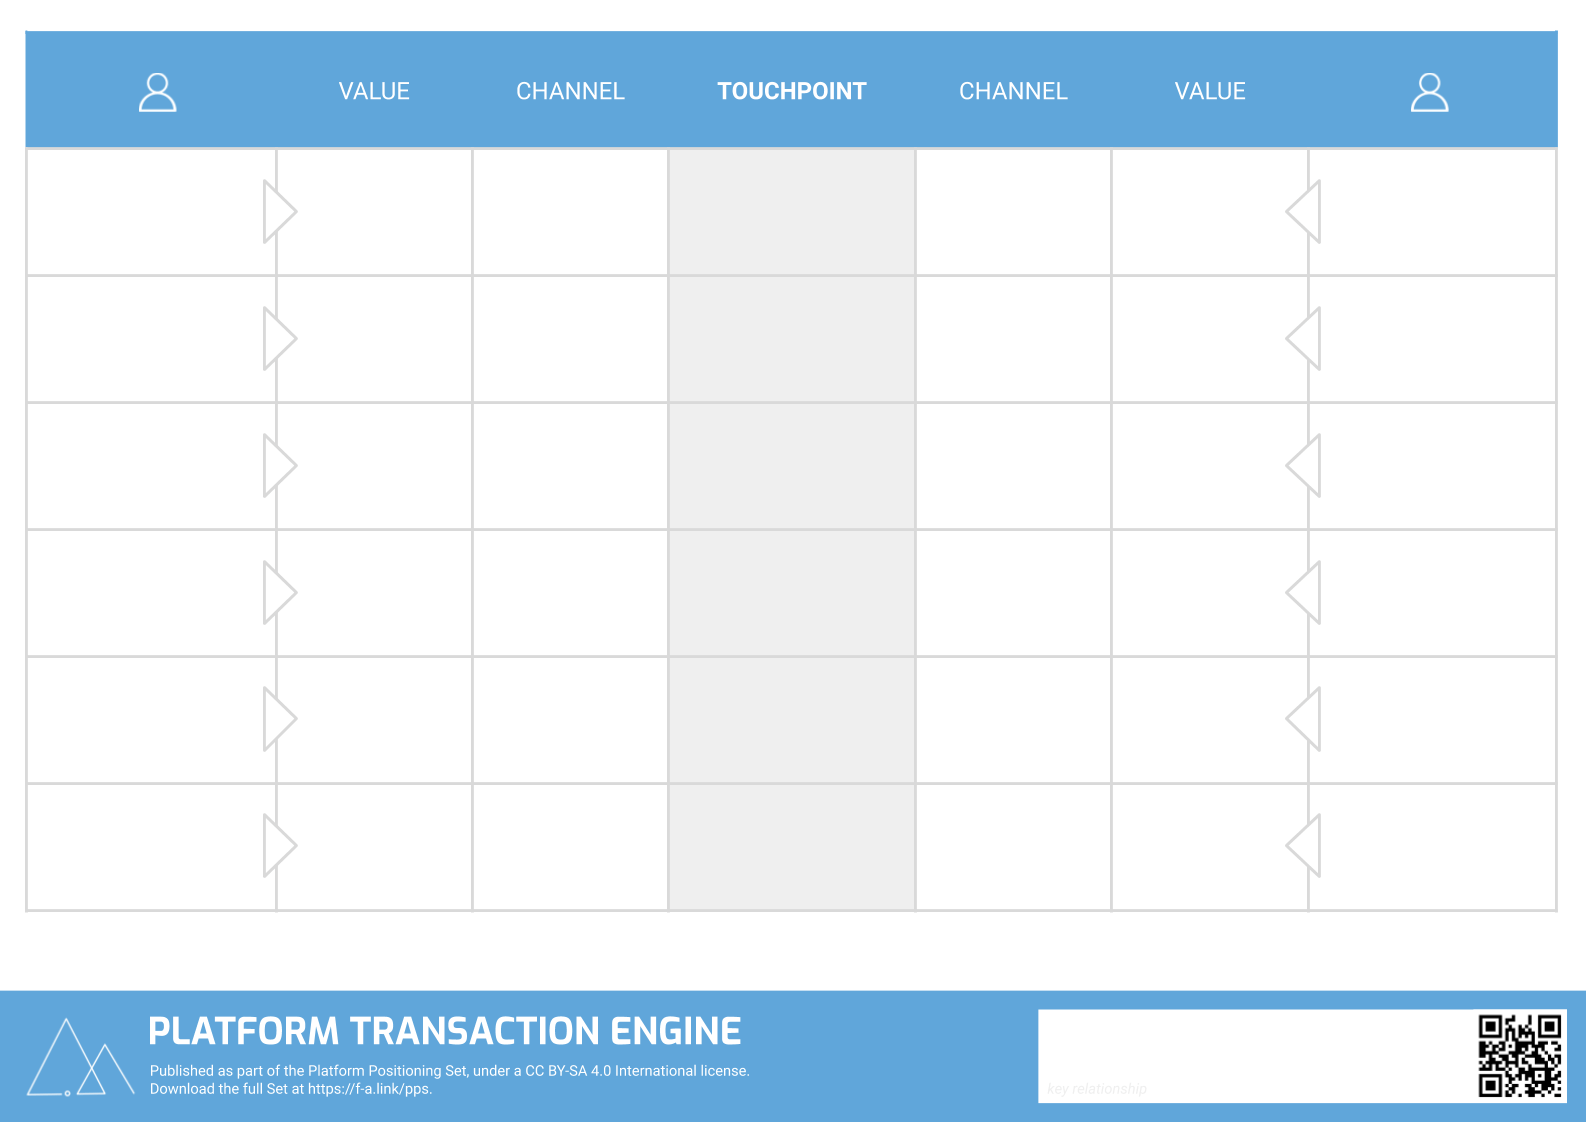 VALUE CHANNEL TOUCHPOINT CHANNEL VALUE
PLATFORM TRANSACTION ENGINE
Published as part of the Platform Positioning Set, under a CC BY-SA 4.0 International license.
Download the full Set at https://f-a.link/pps.
key relationship